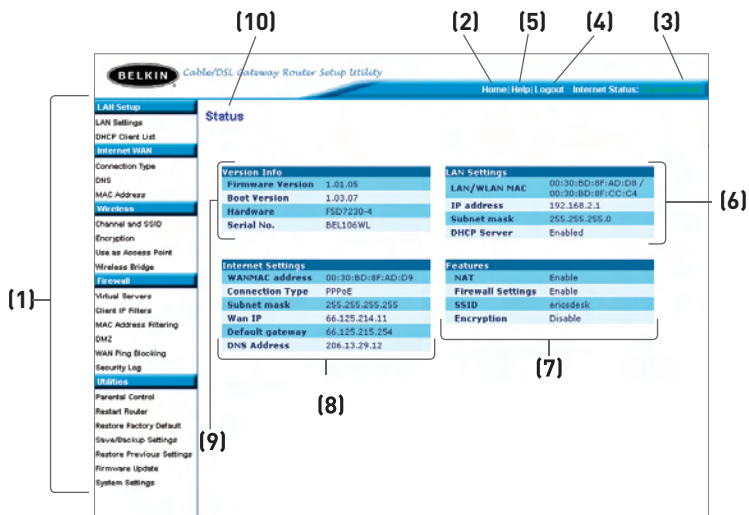 (10) (2) (5) (4) (3)
BELKIN Cable/DSL Gateway Router Setup Utility
Home|Help|Logout Internet Status:
LAN Setup
LAN Settings
DHCP Client List
Internet WAN
Connection Type
DNS
MAC Address
Wireless
Channel and SSID
Encryption
Use as Access Point
Wireless Bridge
Firewall
Virtual Servers
Client IP Filters
MAC Address Filtering
DMZ
WAN Ping Blocking
Security Log
Utilities
Parental Control
Restart Router
Restore Factory Default
Save/Backup Settings
Restore Previous Settings
Firmware Update
System Settings
(1)
Status
Version Info
Firmware Version 1.01.05
Boot Version 1.03.07
Hardware F5D7230-4
Serial No. BEL106WL
(9)
LAN Settings
LAN/WLAN MAC 00:30:BD:8F:AD:D8 /
00:30:BD:8F:CC:C4
IP address 192.168.2.1
Subnet mask 255.255.255.0
DHCP Server Enabled
(6)
Internet Settings
WANMAC address 00:30:BD:8F:AD:D9
Connection Type PPPoE
Subnet mask 255.255.255.255
Wan IP 66.125.214.11
Default gateway 66.125.215.254
DNS Address 206.13.29.12
(8)
Features
NAT Enable
Firewall Settings Enable
SSID ericsdesk
Encryption Disable
(7)